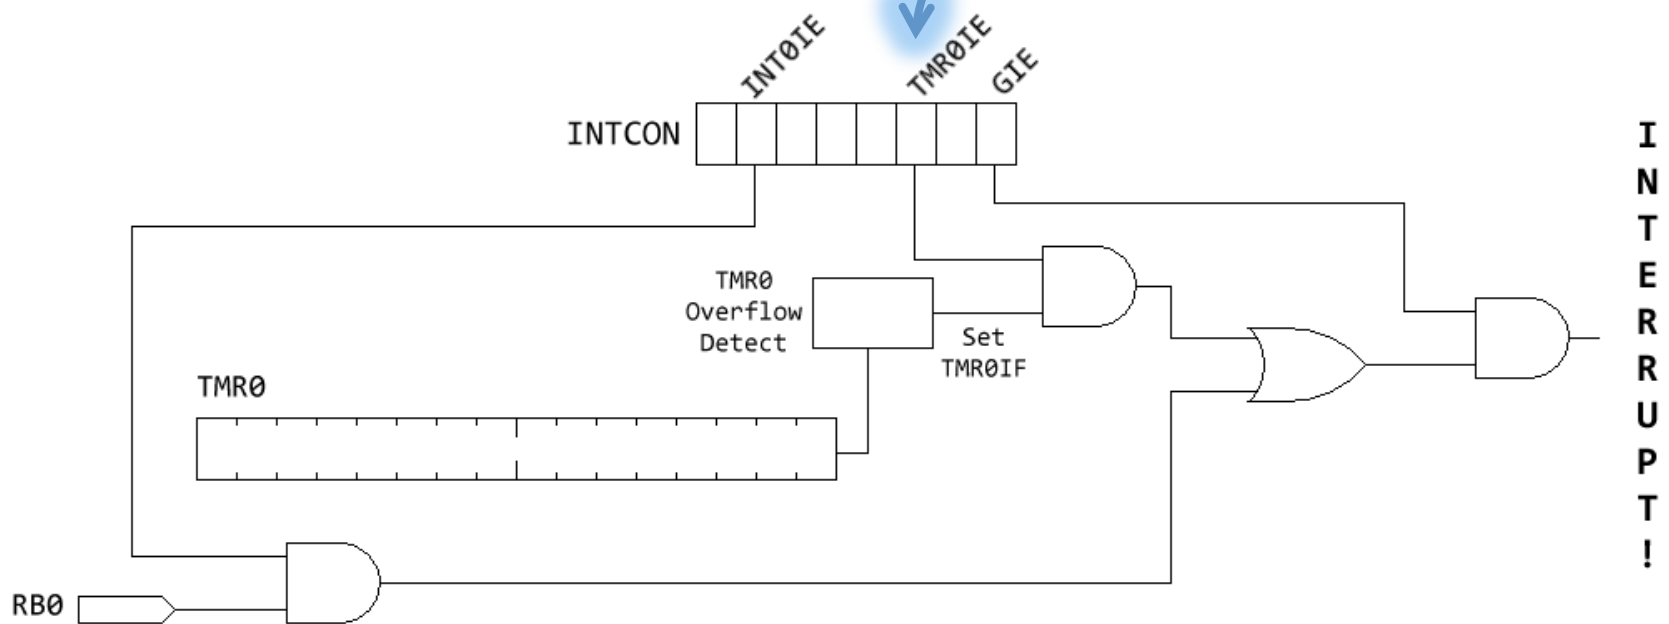 INT0IE
TMR0IE
GIE
INTCON
TMR0
Overflow
Detect
Set
TMR0IF
TMR0
RB0
I
N
T
E
R
R
U
P
T
!